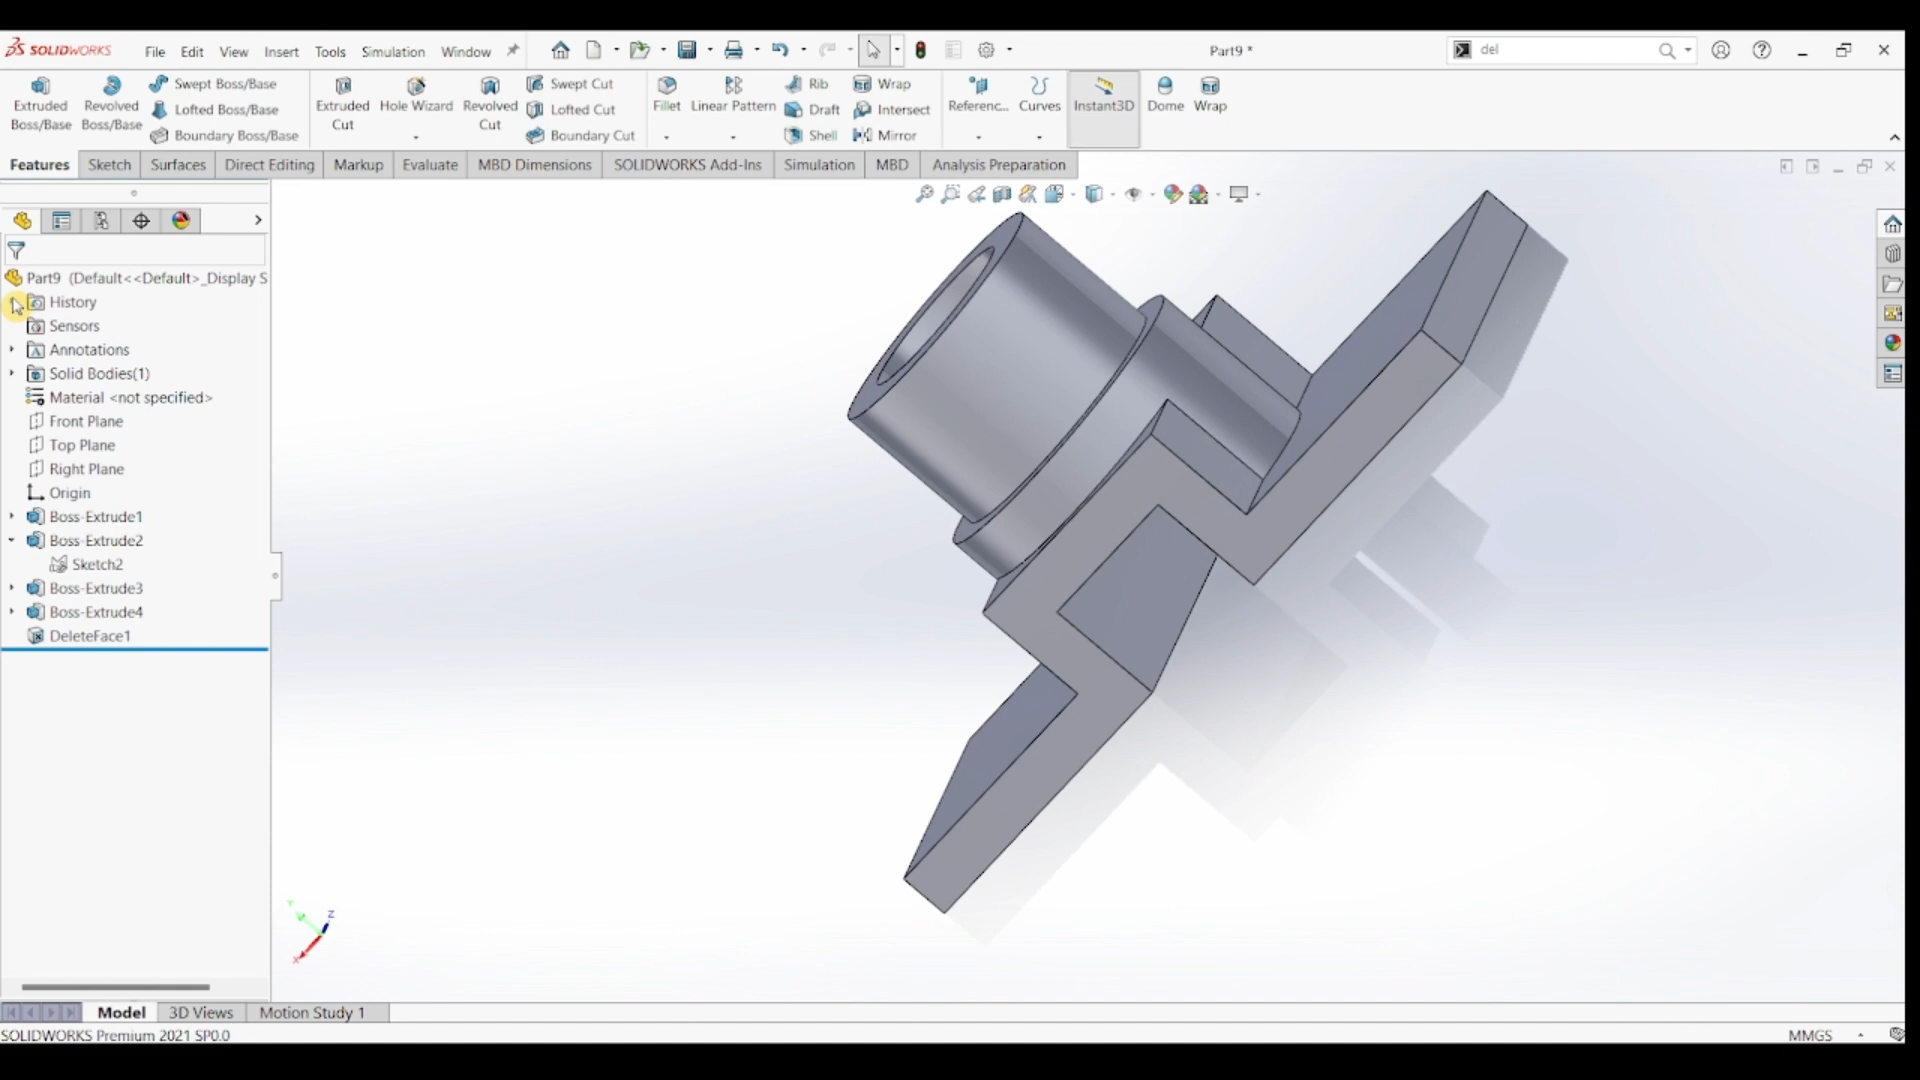 SOLIDWORKS File Edit View Insert Tools Simulation Window Part9 * del
Extruded Boss/Base
Revolved Boss/Base
Swept Boss/Base
Lofted Boss/Base
Boundary Boss/Base
Extruded Cut
Hole Wizard
Revolved Cut
Swept Cut
Lofted Cut
Boundary Cut
Fillet
Linear Pattern
Rib
Draft
Shell
Wrap
Intersect
Mirror
Referenc...
Curves
Instant3D
Dome
Wrap
Features Sketch Surfaces Direct Editing Markup Evaluate MBD Dimensions SOLIDWORKS Add-Ins Simulation MBD Analysis Preparation
Part9 (Default<<Default>_Display S
History
Sensors
Annotations
Solid Bodies(1)
Material <not specified>
Front Plane
Top Plane
Right Plane
Origin
Boss-Extrude1
Boss-Extrude2
Sketch2
Boss-Extrude3
Boss-Extrude4
DeleteFace1
Y
Z
X
Model 3D Views Motion Study 1
SOLIDWORKS Premium 2021 SP0.0 MMGS